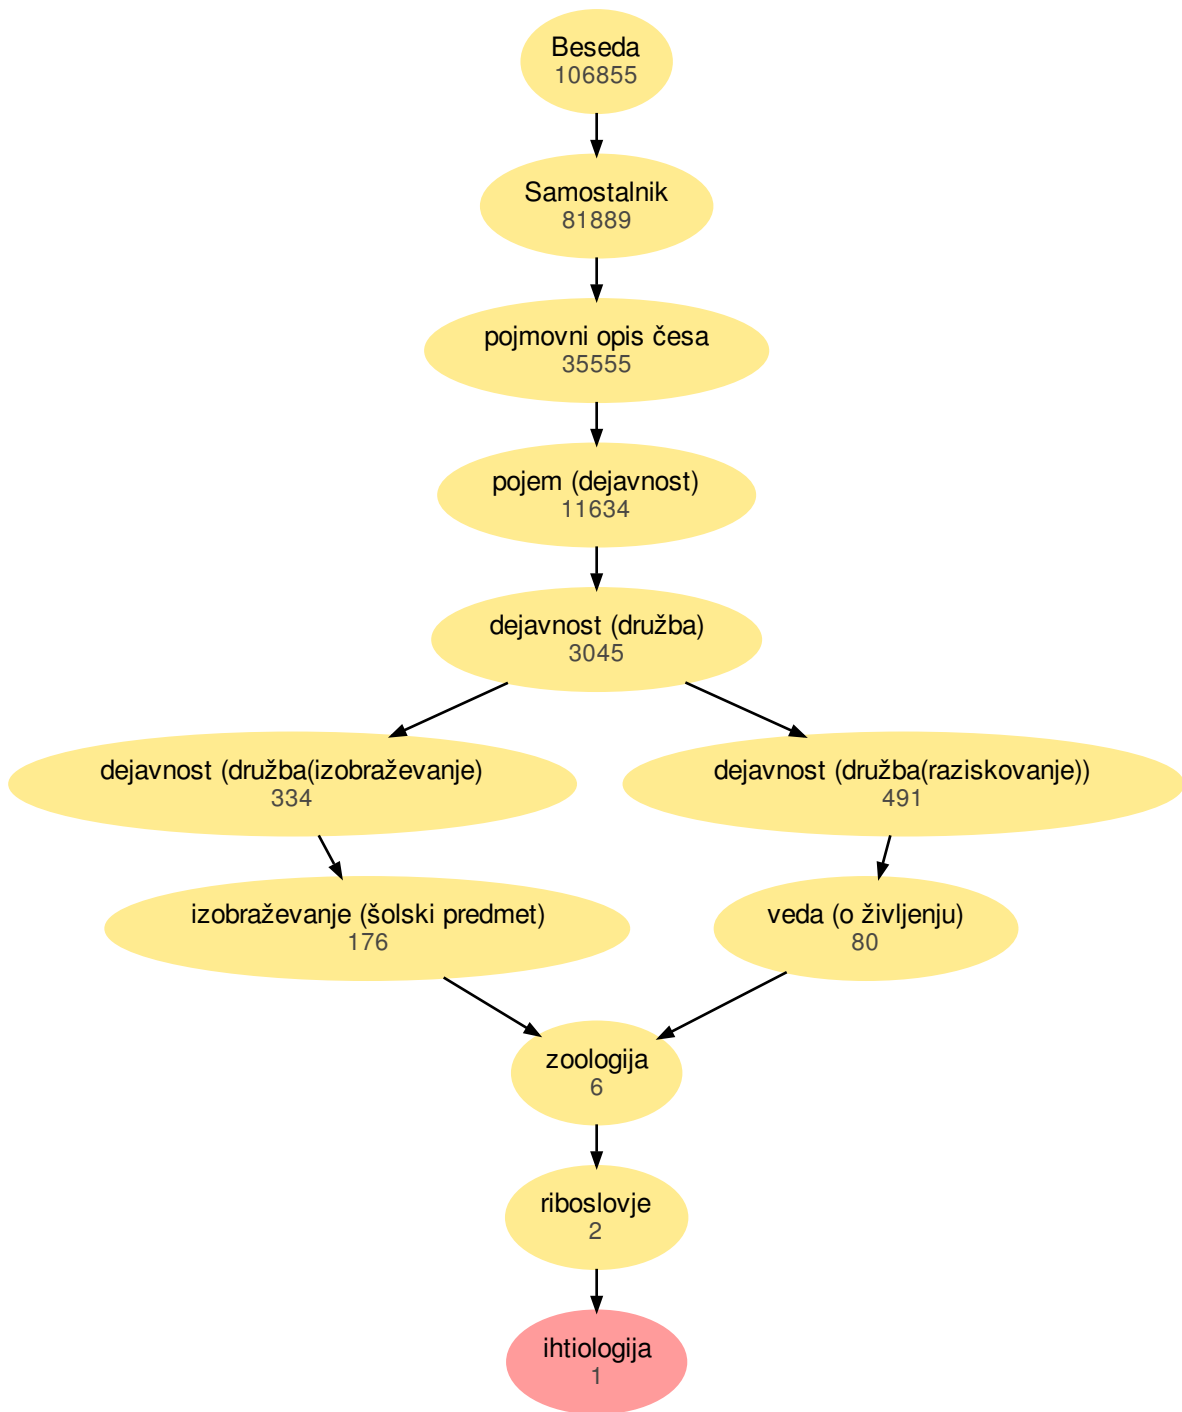 Beseda
106855
Samostalnik
81889
pojmovni opis česa
35555
pojem (dejavnost)
11634
dejavnost (družba)
3045
dejavnost (družba(izobraževanje)
334
dejavnost (družba(raziskovanje))
491
izobraževanje (šolski predmet)
176
veda (o življenju)
80
zoologija
6
riboslovje
2
ihtiologija
1